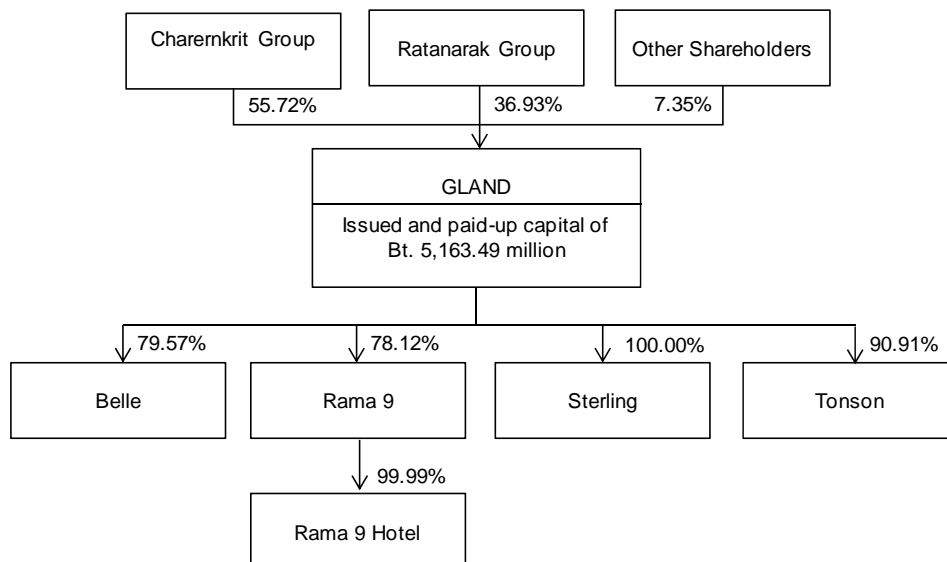 Charernkrit Group
Ratanarak Group
Other Shareholders
55.72%
36.93%
7.35%
GLAND
Issued and paid-up capital of
Bt. 5,163.49 million
79.57%
78.12%
100.00%
90.91%
Belle
Rama 9
Sterling
Tonson
99.99%
Rama 9 Hotel